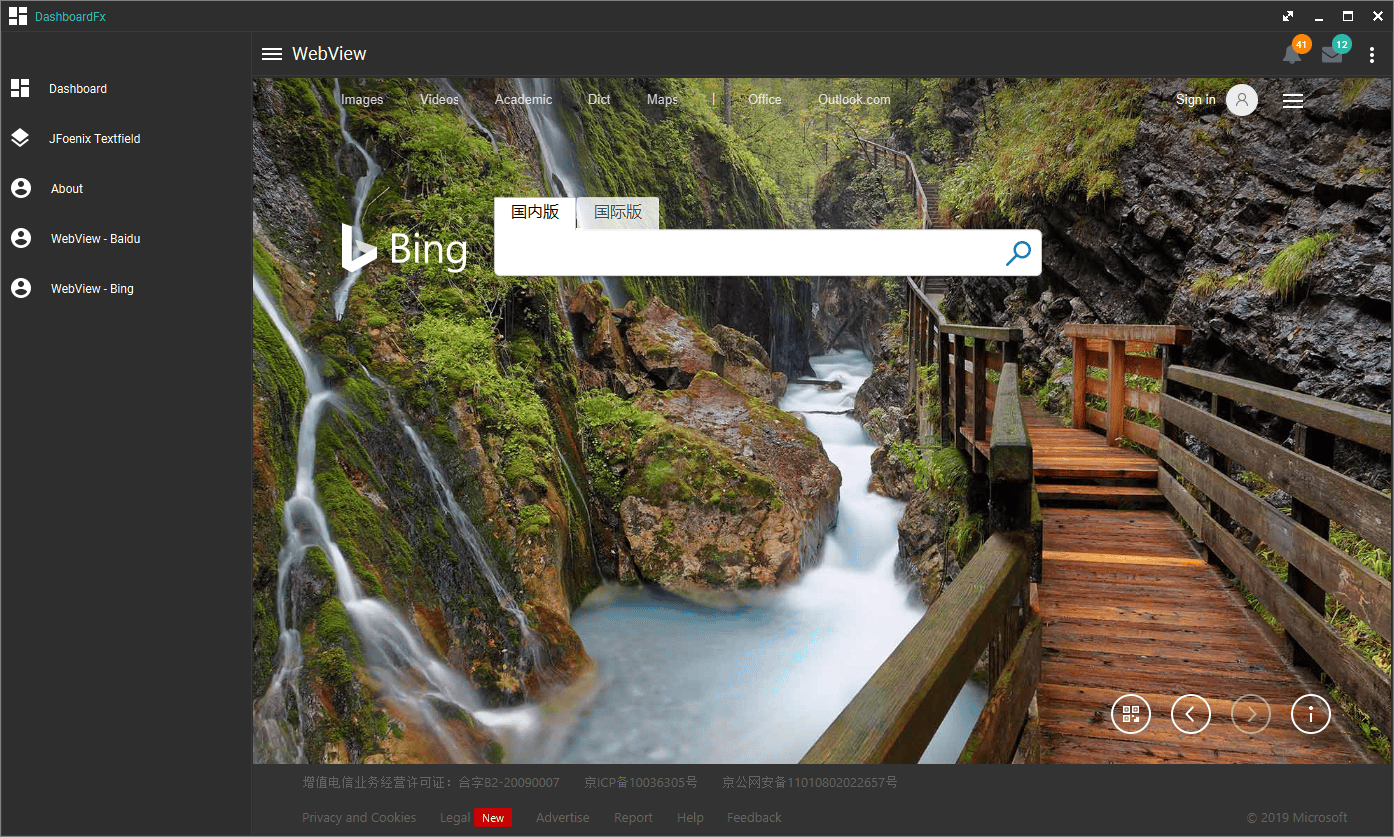 DashboardFx
WebView 41 12
Dashboard
JFoenix Textfield
About
WebView - Baidu
WebView - Bing
Images Videos Academic Dict Maps | Office Outlook.com Sign in
国内版 国际版
Bing
增值电信业务经营许可证：合字B2-20090007 京ICP备10036305号 京公网安备11010802022657号
Privacy and Cookies Legal New Advertise Report Help Feedback © 2019 Microsoft